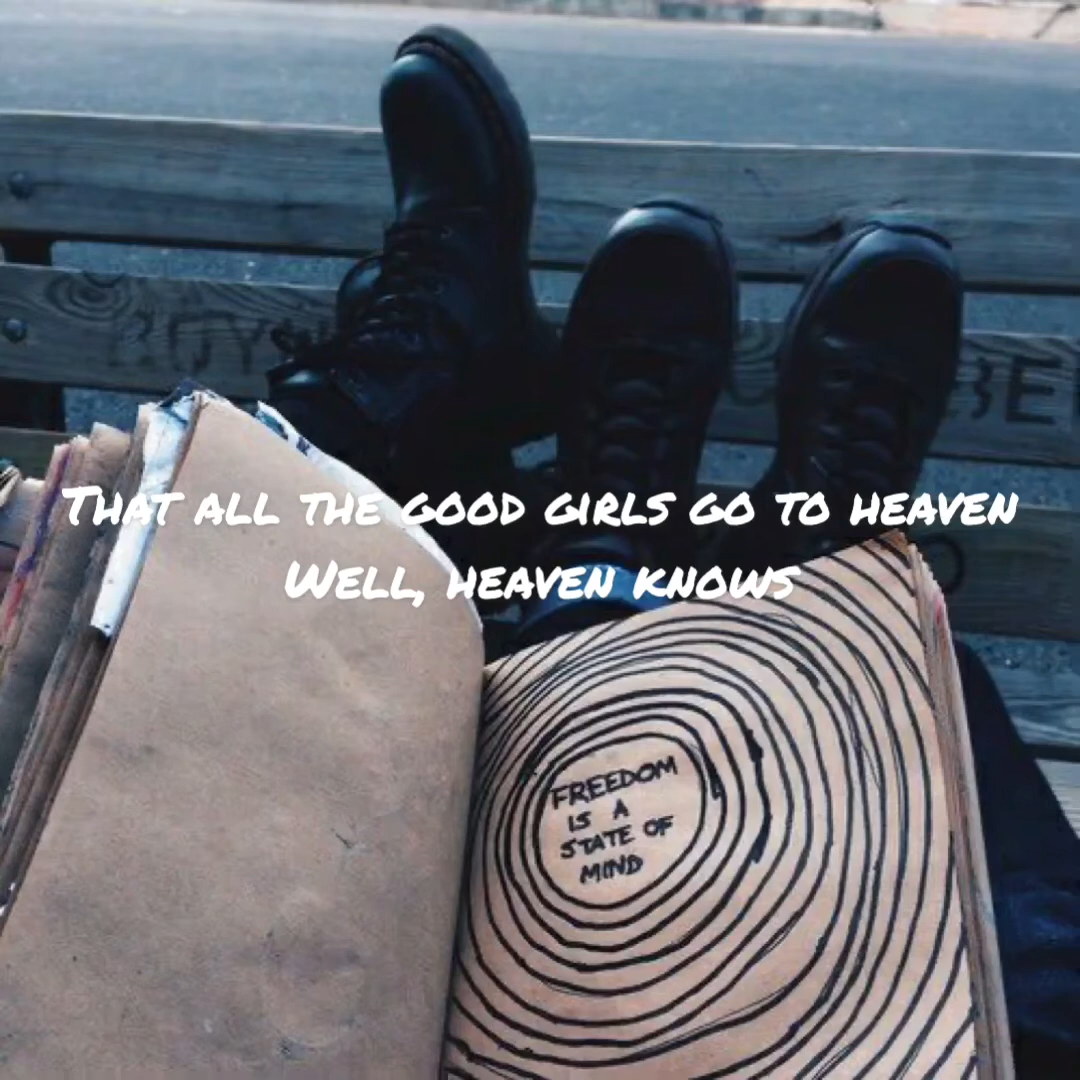 That all the good girls go to heaven
Well, heaven knows
FREEDOM
IS A
STATE OF
MIND